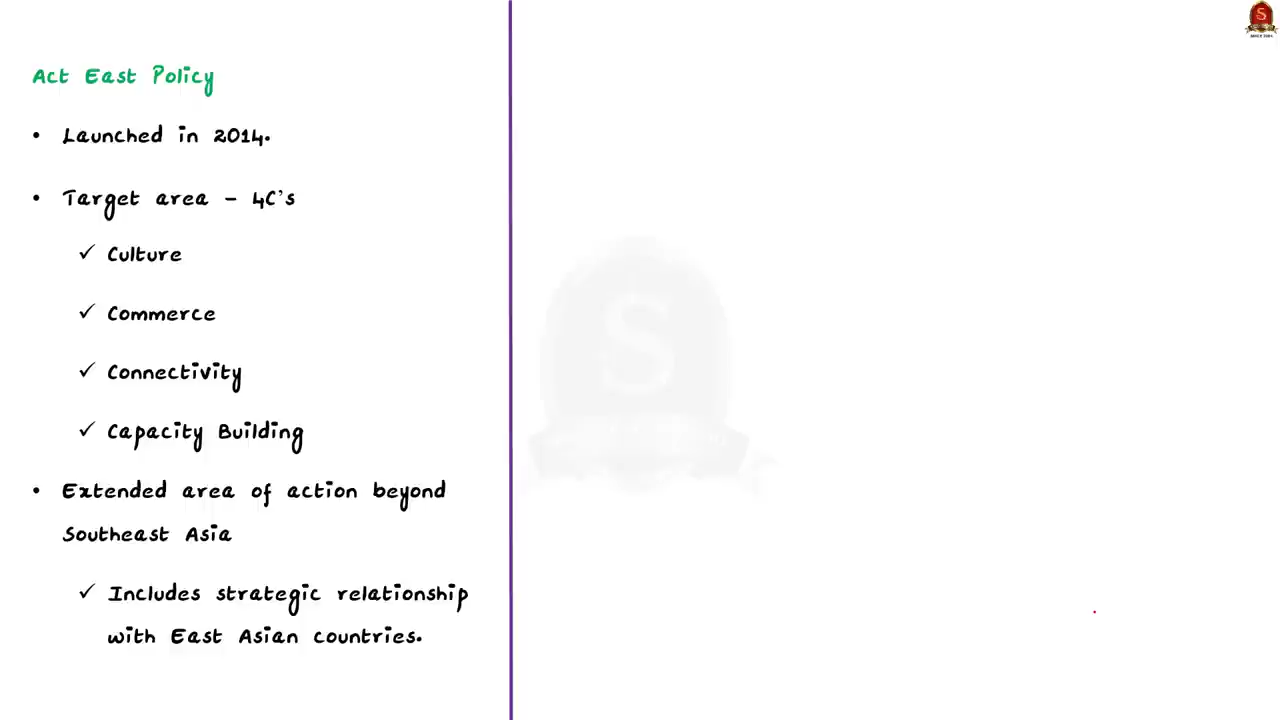 Act East Policy
• Launched in 2014.
• Target area – 4C's
✓ Culture
✓ Commerce
✓ Connectivity
✓ Capacity Building
• Extended area of action beyond
Southeast Asia
✓ Includes strategic relationship
with East Asian countries.
S